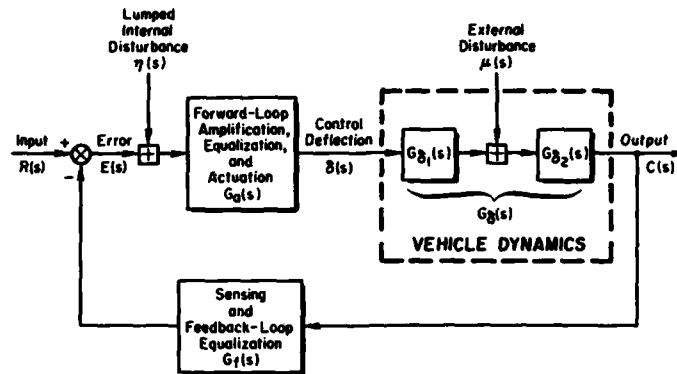 Lumped
Internal
Disturbance
η(s)
External
Disturbance
μ(s)
Input
R(s)
+
−
Error
E(s)
Forward-Loop
Amplification,
Equalization,
and
Actuation
Ga(s)
Control
Deflection
δ(s)
Gδ1(s)
Gδ2(s)
Gδ(s)
VEHICLE DYNAMICS
Output
C(s)
Sensing
and
Feedback-Loop
Equalization
Gf(s)